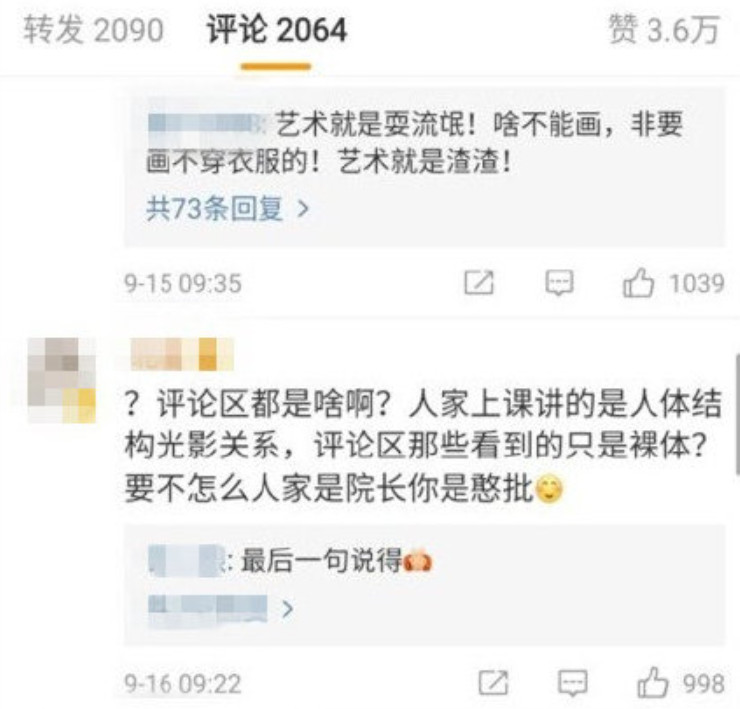 转发 2090 评论 2064 赞 3.6万
: 艺术就是耍流氓！啥不能画，非要
画不穿衣服的！艺术就是渣渣！
共73条回复 >
9-15 09:35 1039
？评论区都是啥啊？人家上课讲的是人体结
构光影关系，评论区那些看到的只是裸体？
要不怎么人家是院长你是憨批😊
: 最后一句说得
>
9-16 09:22 998